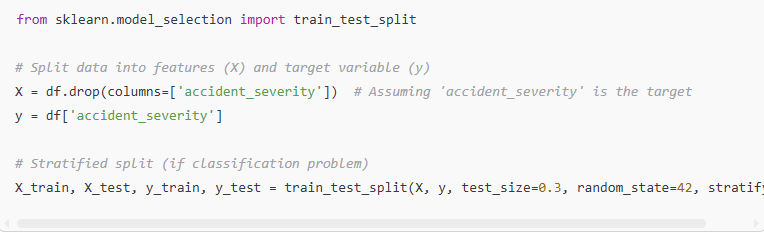 from sklearn.model_selection import train_test_split
# Split data into features (X) and target variable (y)
X = df.drop(columns=['accident_severity'])  # Assuming 'accident_severity' is the target
y = df['accident_severity']
# Stratified split (if classification problem)
X_train, X_test, y_train, y_test = train_test_split(X, y, test_size=0.3, random_state=42, stratify